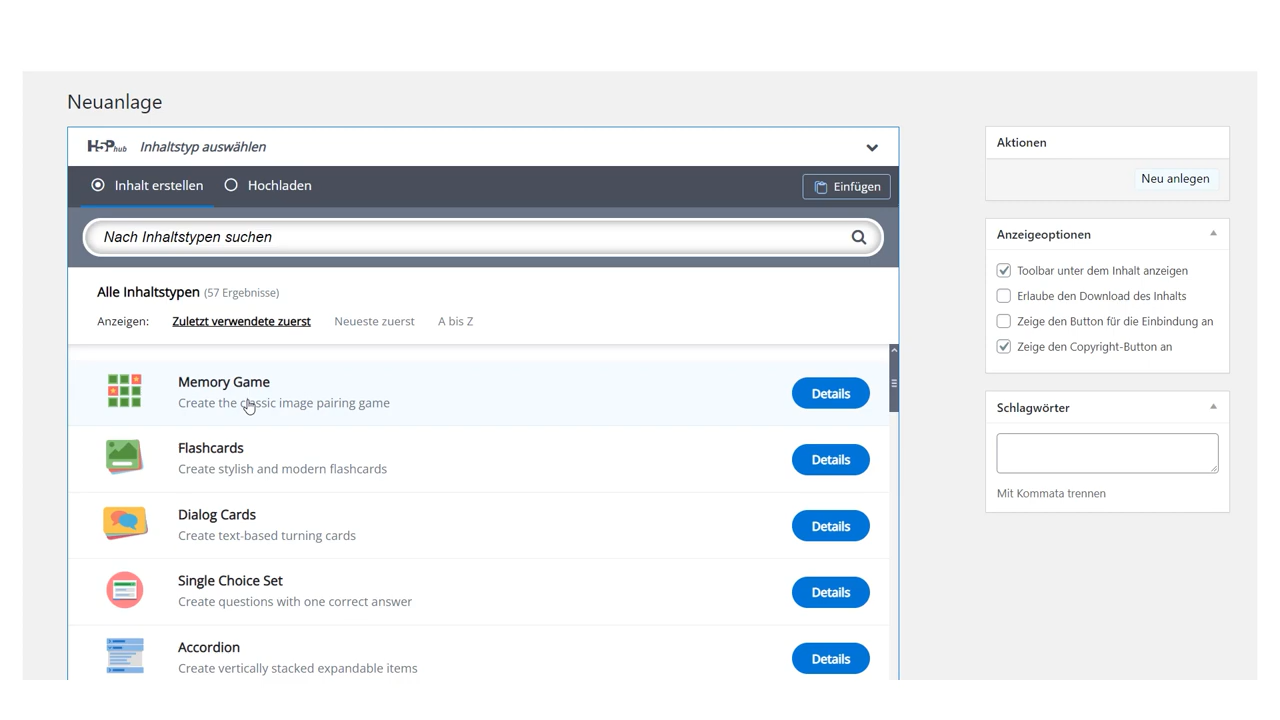 Neuanlage
H5P hub Inhaltstyp auswählen
Inhalt erstellen Hochladen Einfügen
Nach Inhaltstypen suchen
Alle Inhaltstypen (57 Ergebnisse)
Anzeigen: Zuletzt verwendete zuerst Neueste zuerst A bis Z
Memory Game
Create the classic image pairing game
Details
Flashcards
Create stylish and modern flashcards
Details
Dialog Cards
Create text-based turning cards
Details
Single Choice Set
Create questions with one correct answer
Details
Accordion
Create vertically stacked expandable items
Details
Aktionen
Neu anlegen
Anzeigeoptionen
Toolbar unter dem Inhalt anzeigen
Erlaube den Download des Inhalts
Zeige den Button für die Einbindung an
Zeige den Copyright-Button an
Schlagwörter
Mit Kommata trennen